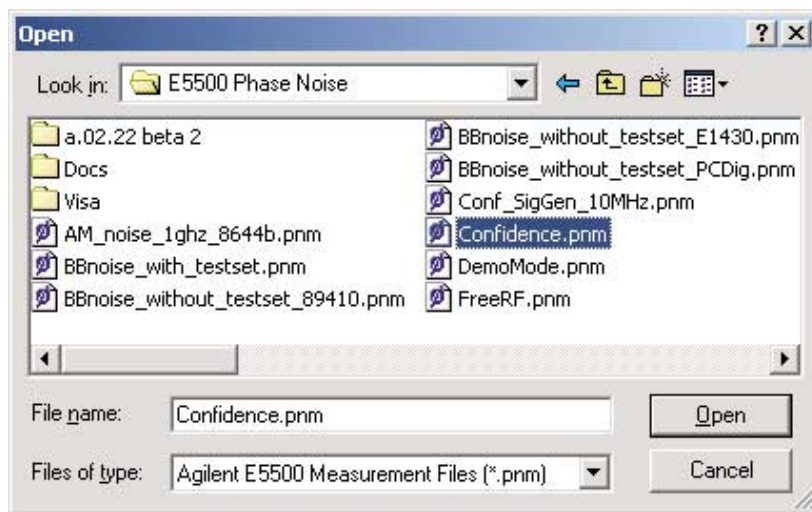 Open
Look in: E5500 Phase Noise
a.02.22 beta 2
Docs
Visa
AM_noise_1ghz_8644b.pnm
BBnoise_with_testset.pnm
BBnoise_without_testset_89410.pnm
BBnoise_without_testset_E1430.pnm
BBnoise_without_testset_PCDig.pnm
Conf_SigGen_10MHz.pnm
Confidence.pnm
DemoMode.pnm
FreeRF.pnm
File name: Confidence.pnm
Open
Files of type: Agilent E5500 Measurement Files (*.pnm)
Cancel